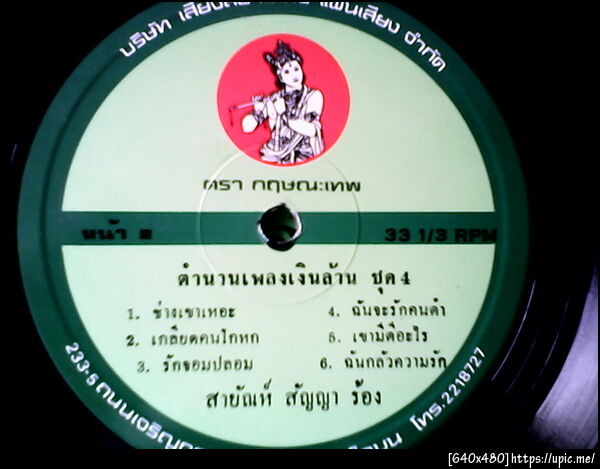 บริษัท เสียง แผ่นเสียง จำกัด
ตรา กฤษณะเทพ
หน้า ๒ 33 1/3 RPM
ตำนานเพลงเงินล้าน ชุด 4
1. ช่างเขาเหอะ 4. ฉันจะรักคนดำ
2. เกลียดคนโกหก 5. เขามีดีอะไร
3. รักจอมปลอม 6. ฉันกลัวความรัก
สายัณห์ สัญญา ร้อง
233-5 ถนนเจริญ โทร.2218727
[640x480]https://upic.me/